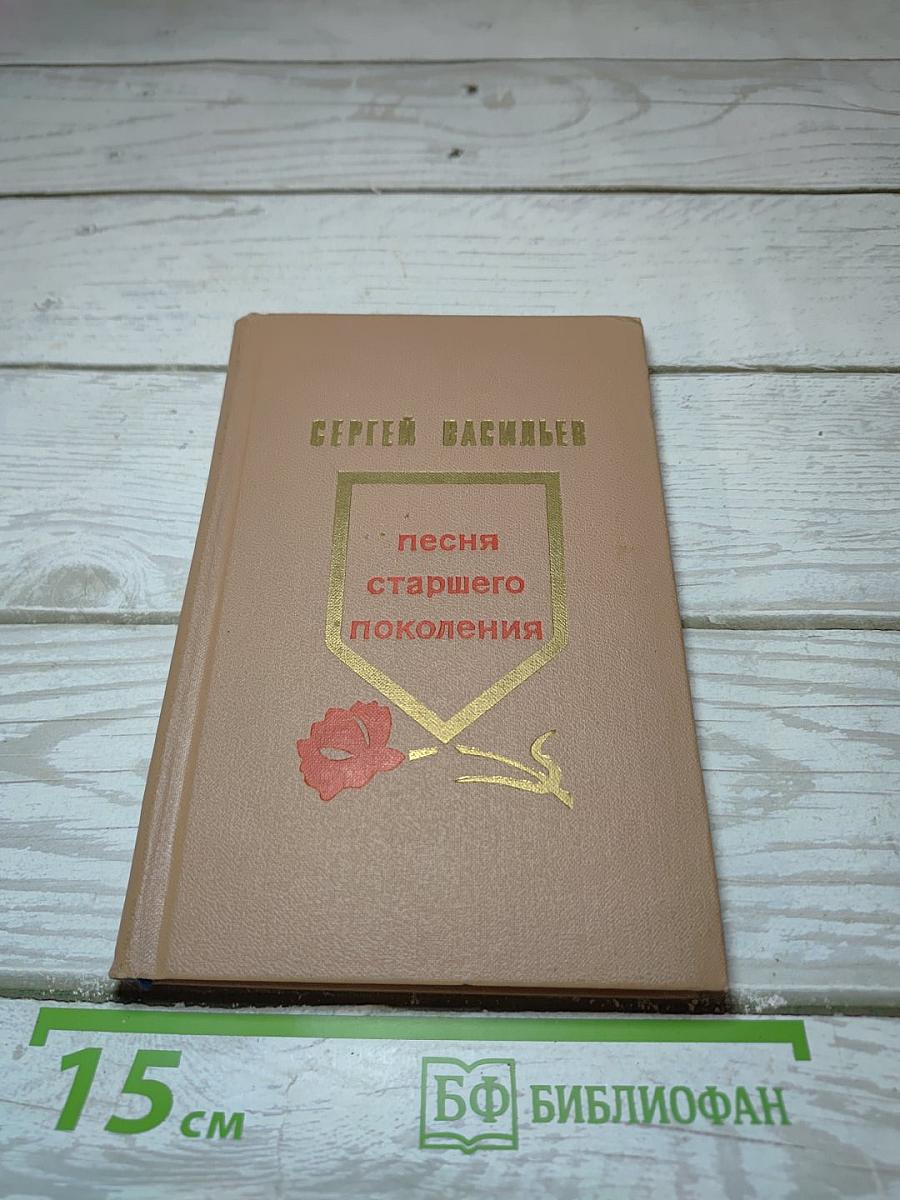 СЕРГЕЙ ВАСИЛЬЕВ
песня
старшего
поколения
15 см
БФ БИБЛИОФАН